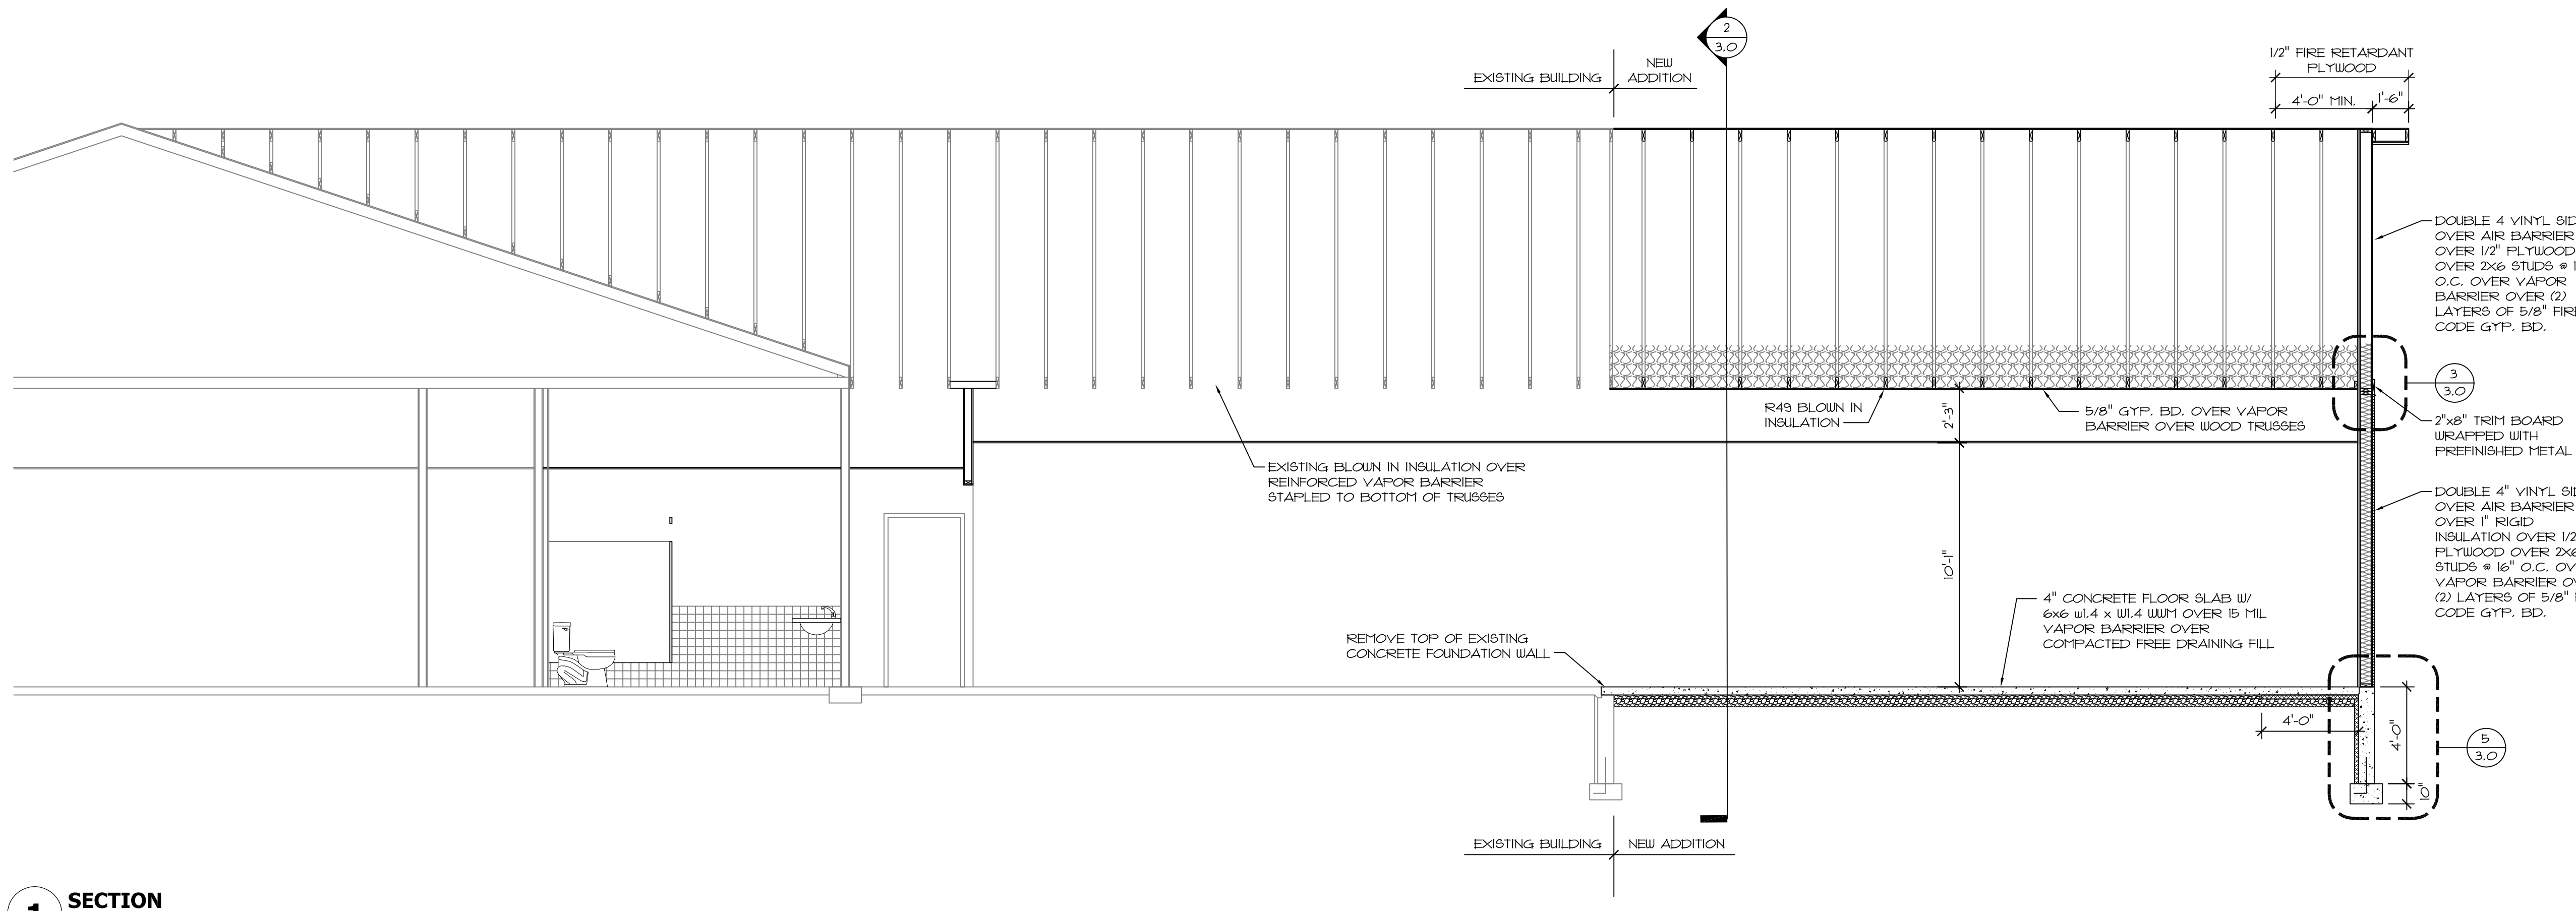 2
3.0
EXISTING BUILDING
NEW
ADDITION
1/2" FIRE RETARDANT
PLYWOOD
4'-0" MIN.
1'-6"
DOUBLE 4 VINYL SID
OVER AIR BARRIER
OVER 1/2" PLYWOOD
OVER 2X6 STUDS @ 1
O.C. OVER VAPOR
BARRIER OVER (2)
LAYERS OF 5/8" FIRE
CODE GYP. BD.
3
3.0
R49 BLOWN IN
INSULATION
2'-3"
5/8" GYP. BD. OVER VAPOR
BARRIER OVER WOOD TRUSSES
2"x8" TRIM BOARD
WRAPPED WITH
PREFINISHED METAL
EXISTING BLOWN IN INSULATION OVER
REINFORCED VAPOR BARRIER
STAPLED TO BOTTOM OF TRUSSES
DOUBLE 4" VINYL SI
OVER AIR BARRIER
OVER 1" RIGID
INSULATION OVER 1/2
PLYWOOD OVER 2X6
STUDS @ 16" O.C. OV
VAPOR BARRIER OV
(2) LAYERS OF 5/8"
CODE GYP. BD.
10'-1"
4" CONCRETE FLOOR SLAB W/
6x6 w1.4 x W1.4 WWM OVER 15 MIL
VAPOR BARRIER OVER
COMPACTED FREE DRAINING FILL
REMOVE TOP OF EXISTING
CONCRETE FOUNDATION WALL
4'-0"
4'-0"
5
3.0
EXISTING BUILDING
NEW ADDITION
1
SECTION